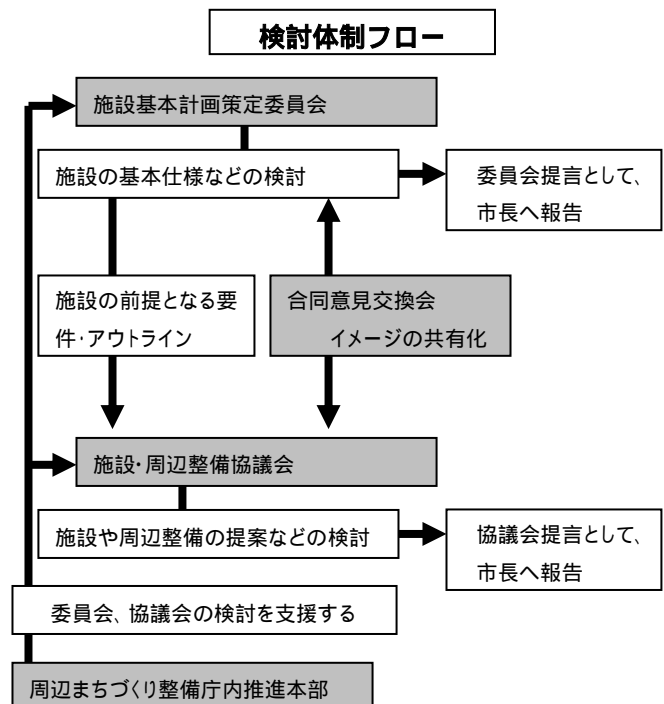 検討体制フロー
施設基本計画策定委員会
施設の基本仕様などの検討
委員会提言として、
市長へ報告
施設の前提となる要
件・アウトライン
合同意見交換会
イメージの共有化
施設・周辺整備協議会
施設や周辺整備の提案などの検討
協議会提言として、
市長へ報告
委員会、協議会の検討を支援する
周辺まちづくり整備庁内推進本部